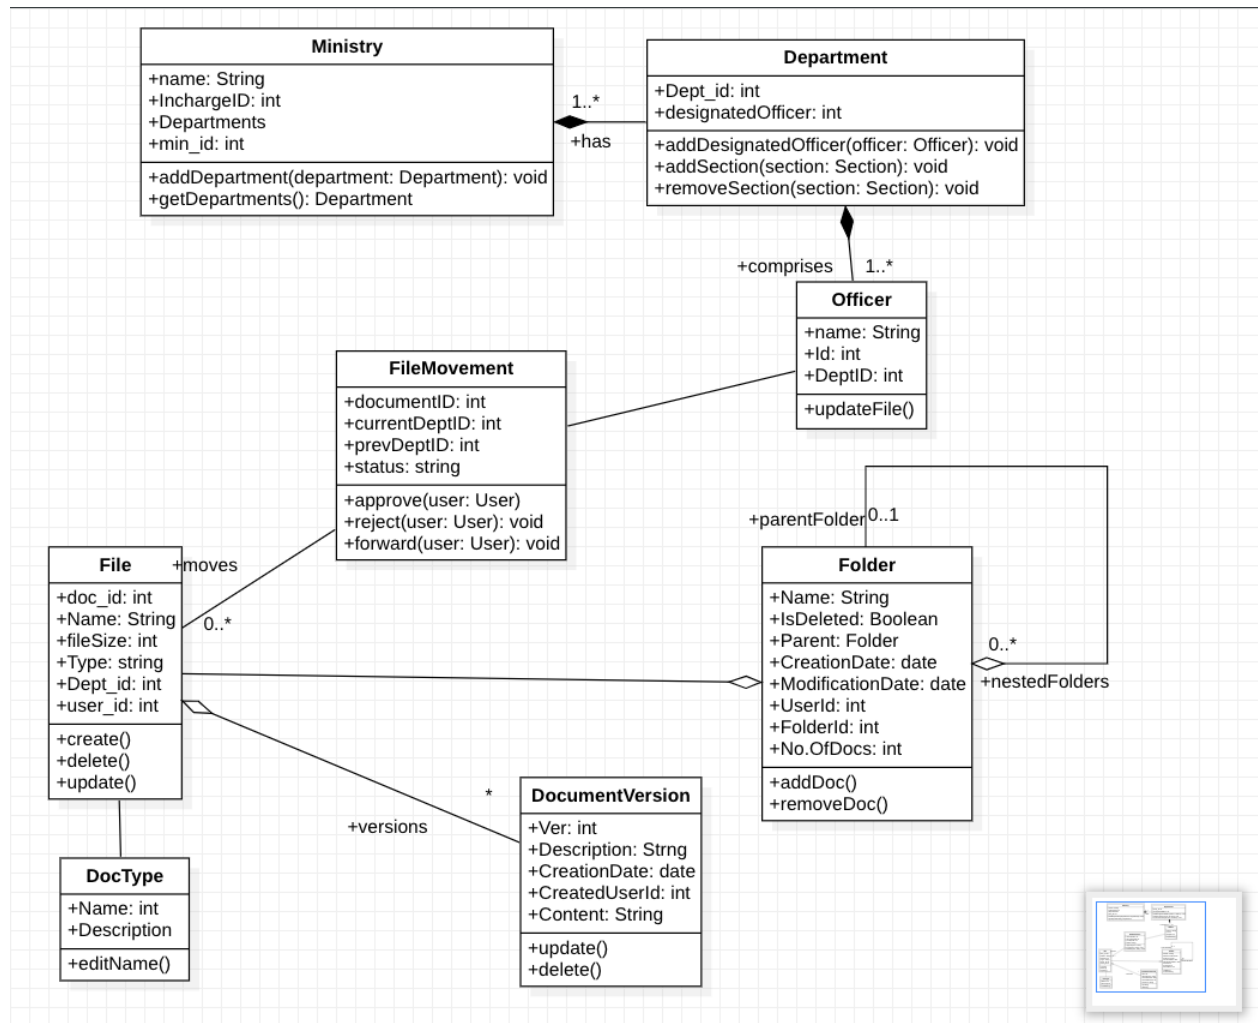 Ministry
+name: String
+InchargeID: int
+Departments
+min_id: int
+addDepartment(department: Department): void
+getDepartments(): Department
1..*
+has
Department
+Dept_id: int
+designatedOfficer: int
+addDesignatedOfficer(officer: Officer): void
+addSection(section: Section): void
+removeSection(section: Section): void
+comprises
1..*
Officer
+name: String
+Id: int
+DeptID: int
+updateFile()
FileMovement
+documentID: int
+currentDeptID: int
+prevDeptID: int
+status: string
+approve(user: User)
+reject(user: User): void
+forward(user: User): void
+moves
0..*
File
+doc_id: int
+Name: String
+fileSize: int
+Type: string
+Dept_id: int
+user_id: int
+create()
+delete()
+update()
+parentFolder
0..1
Folder
+Name: String
+IsDeleted: Boolean
+Parent: Folder
+CreationDate: date
+ModificationDate: date
+UserId: int
+FolderId: int
+No.OfDocs: int
+addDoc()
+removeDoc()
0..*
+nestedFolders
*
+versions
DocumentVersion
+Ver: int
+Description: Strng
+CreationDate: date
+CreatedUserId: int
+Content: String
+update()
+delete()
DocType
+Name: int
+Description
+editName()